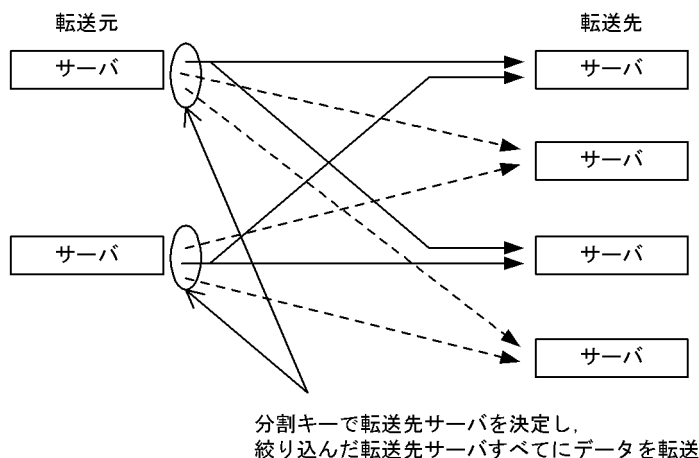 転送元
転送先
サーバ
サーバ
サーバ
サーバ
サーバ
サーバ
分割キーで転送先サーバを決定し,
絞り込んだ転送先サーバすべてにデータを転送